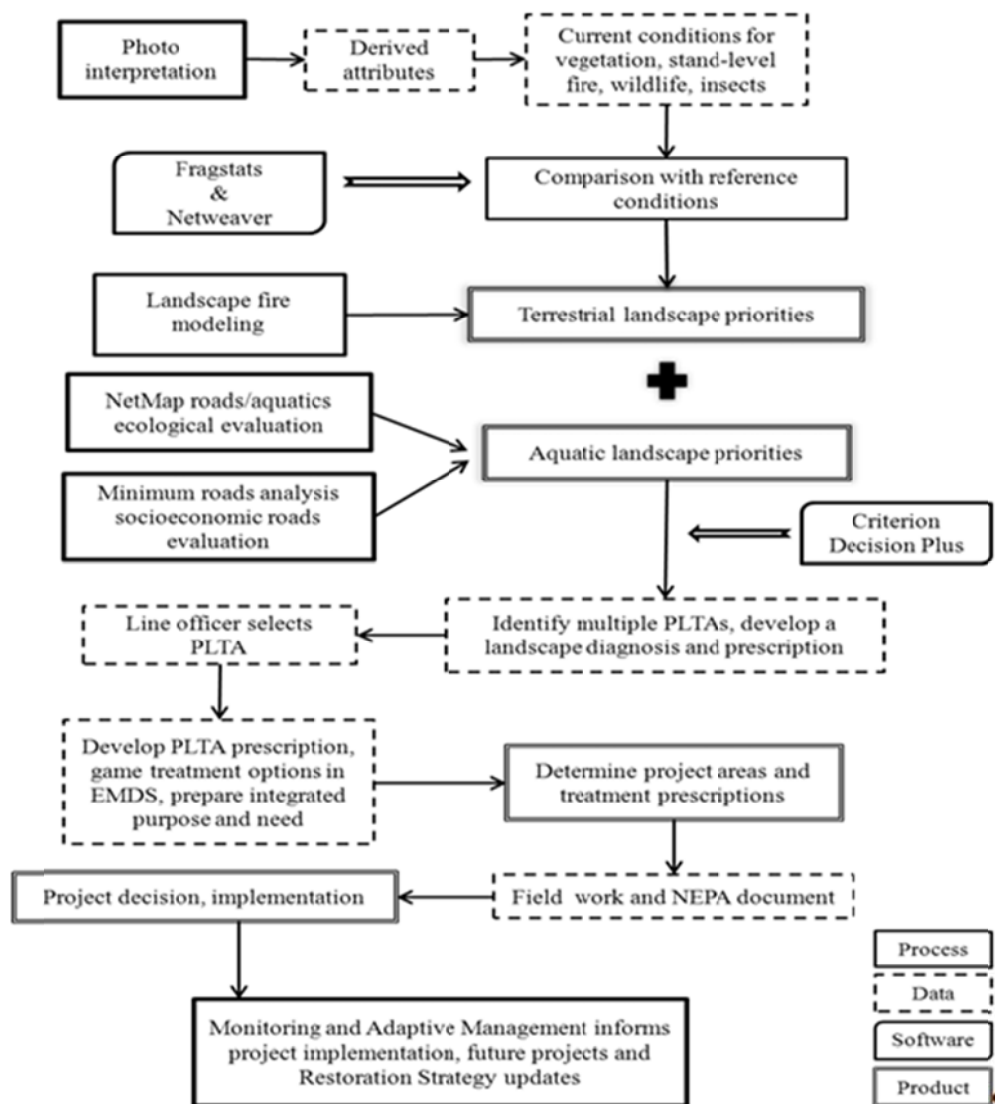 Photo
interpretation
Derived
attributes
Current conditions for
vegetation, stand-level
fire, wildlife, insects
Fragstats
&
Netweaver
Comparison with reference
conditions
Landscape fire
modeling
Terrestrial landscape priorities
NetMap roads/aquatics
ecological evaluation
Aquatic landscape priorities
Minimum roads analysis
socioeconomic roads
evaluation
Criterion
Decision Plus
Line officer selects
PLTA
Identify multiple PLTAs, develop a
landscape diagnosis and prescription
Develop PLTA prescription,
game treatment options in
EMDS, prepare integrated
purpose and need
Determine project areas and
treatment prescriptions
Project decision, implementation
Field work and NEPA document
Monitoring and Adaptive Management informs
project implementation, future projects and
Restoration Strategy updates
Process
Data
Software
Product